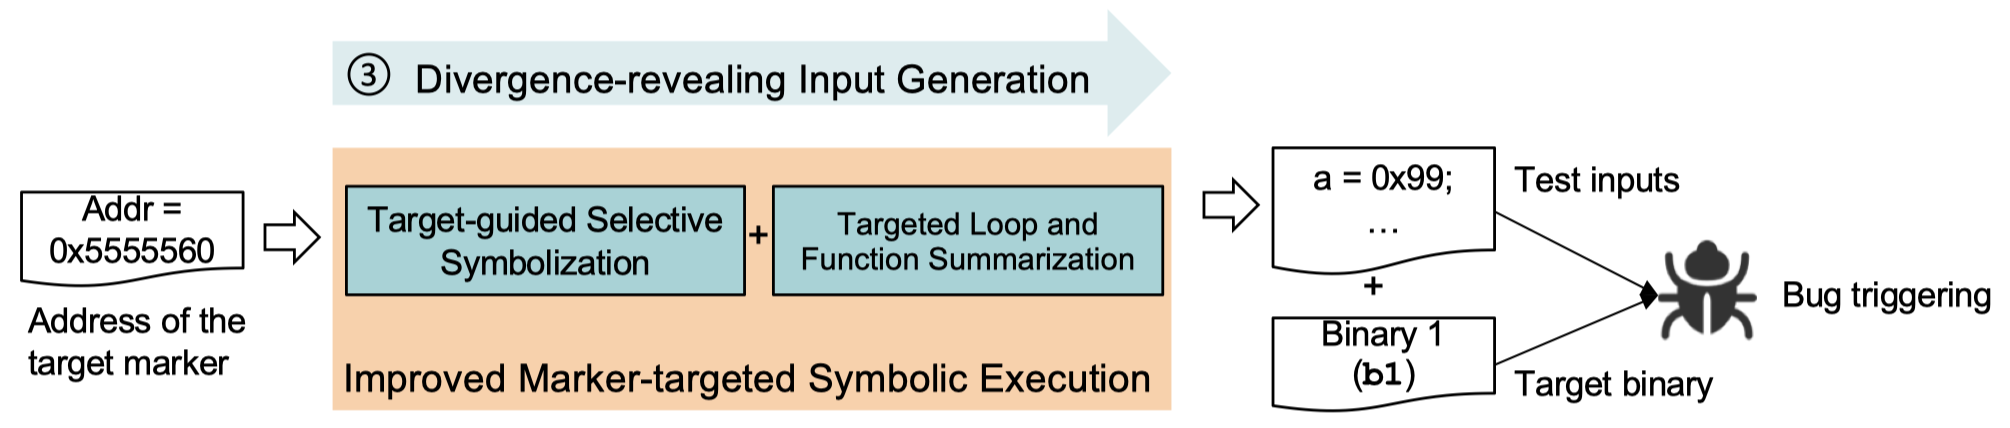 ③ Divergence-revealing Input Generation
Addr =
0x5555560
Address of the
target marker
Target-guided Selective
Symbolization
+
Targeted Loop and
Function Summarization
Improved Marker-targeted Symbolic Execution
a = 0x99;
...
Test inputs
+
Binary 1
(b1)
Target binary
Bug triggering